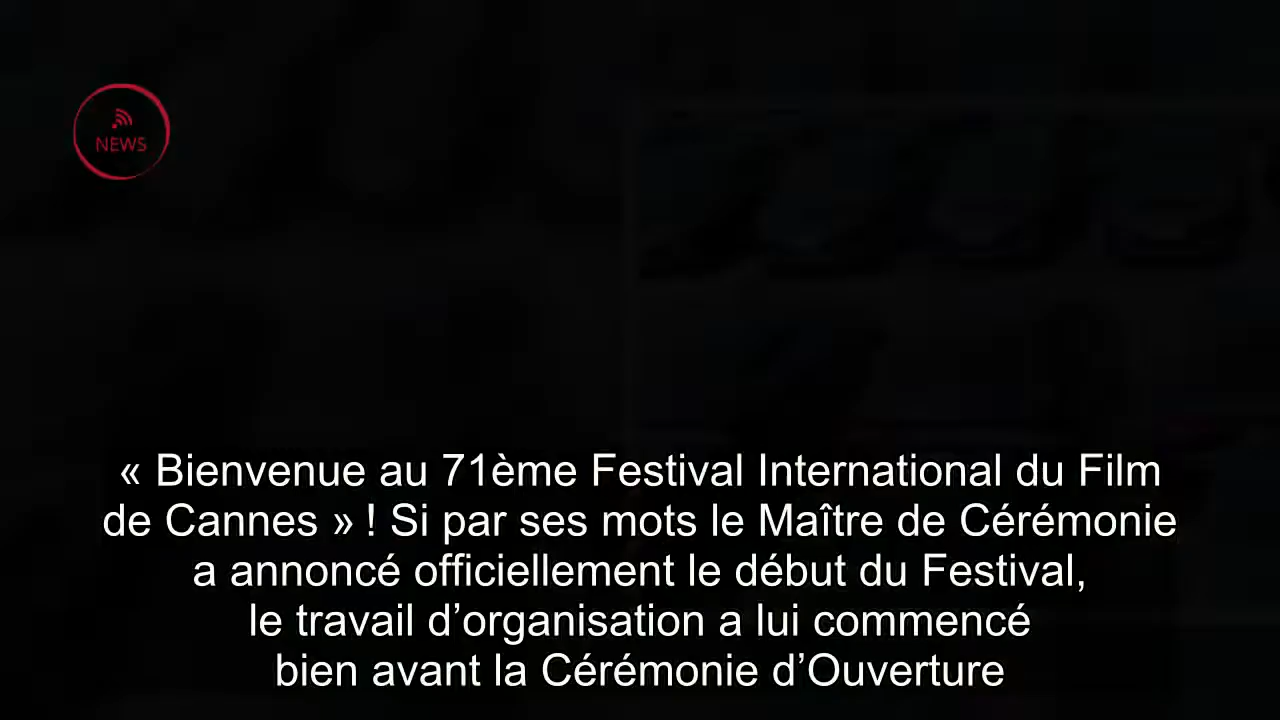 NEWS
« Bienvenue au 71ème Festival International du Film
de Cannes » ! Si par ses mots le Maître de Cérémonie
a annoncé officiellement le début du Festival,
le travail d’organisation a lui commencé
bien avant la Cérémonie d’Ouverture